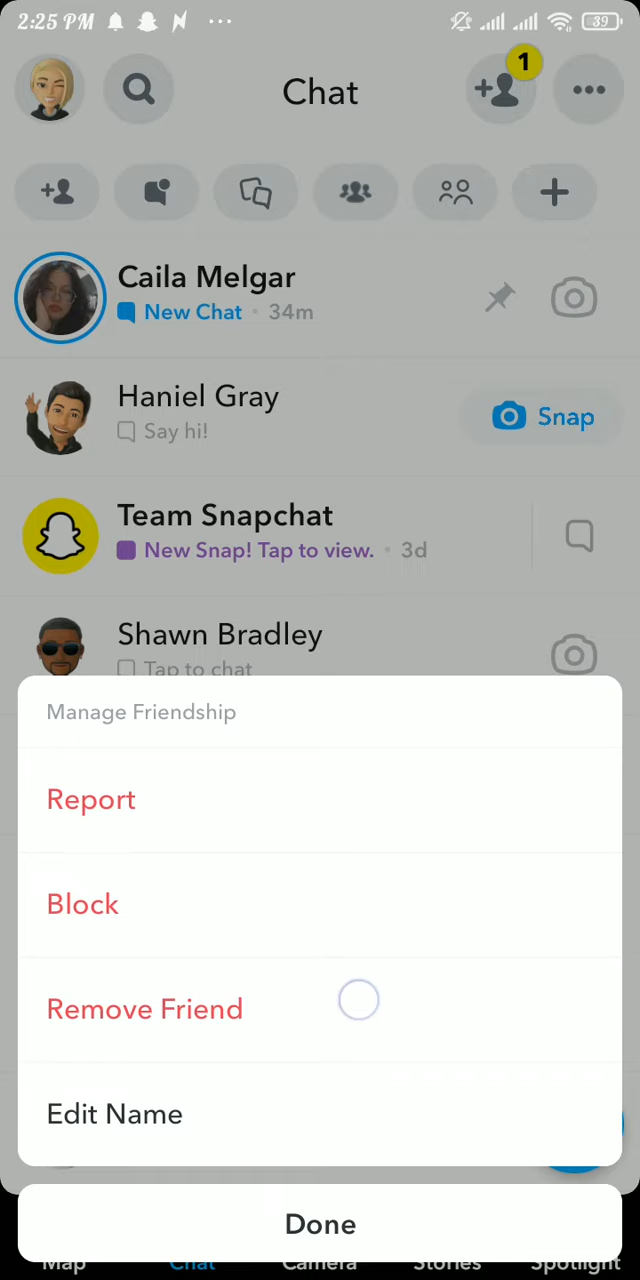 2:25 PM
39
1
Chat
Caila Melgar
New Chat • 34m
Haniel Gray
Say hi!
Snap
Team Snapchat
New Snap! Tap to view. • 3d
Shawn Bradley
Tap to chat
Manage Friendship
Report
Block
Remove Friend
Edit Name
Done
Map
Chat
Camera
Stories
Spotlight